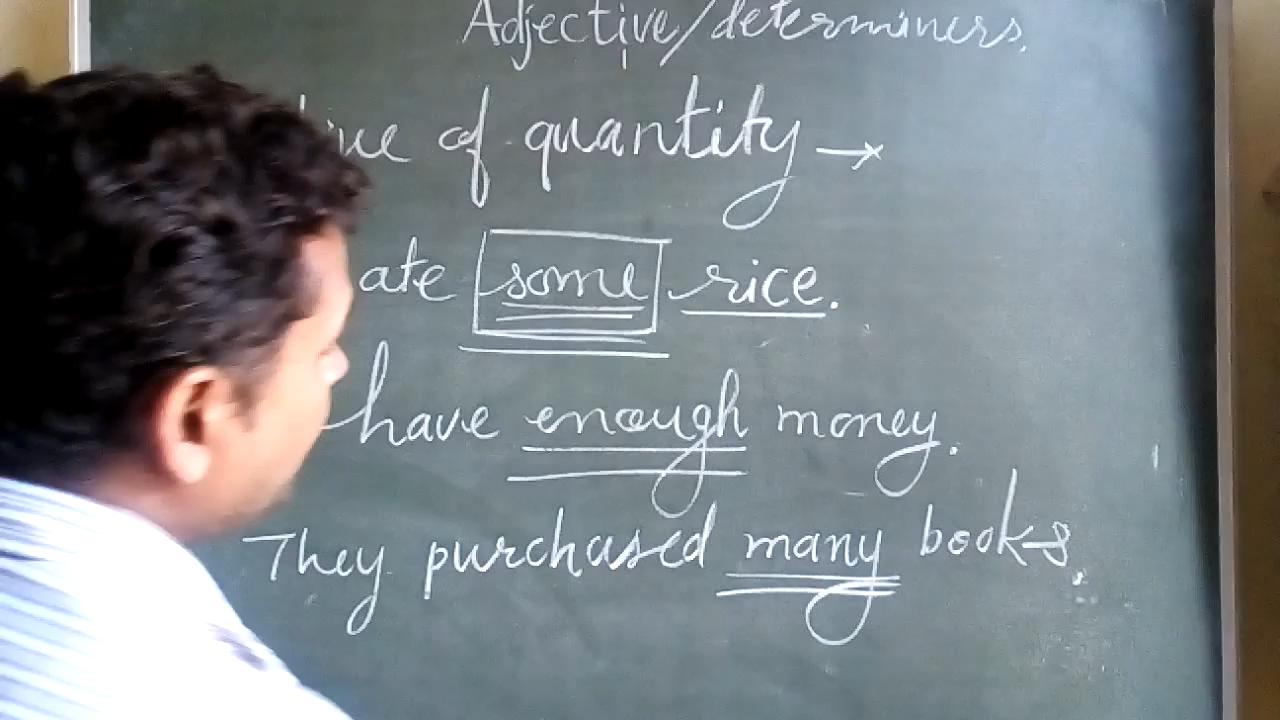 Adjective/determiners.
of quantity →
ate some rice.
have enough money.
They purchased many books.